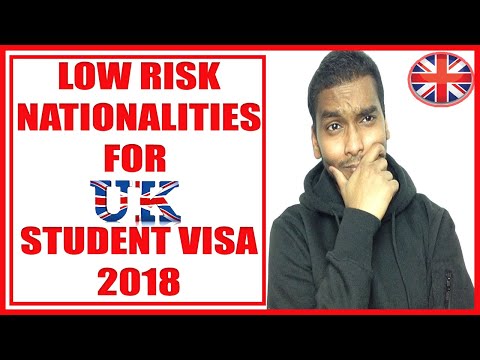 LOW RISK
NATIONALITIES
FOR
UK
STUDENT VISA
2018